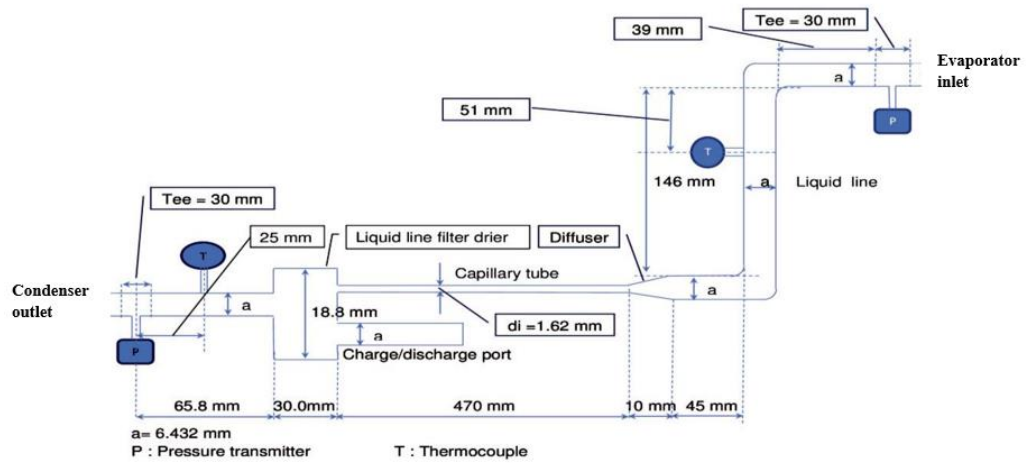 39 mm
Tee = 30 mm
Evaporator
inlet
a
P
51 mm
T
146 mm
a
Liquid line
Tee = 30 mm
25 mm
Liquid line filter drier
Diffuser
T
Capillary tube
Condenser
outlet
a
18.8 mm
a
di =1.62 mm
a
Charge/discharge port
P
65.8 mm
30.0mm
470 mm
10 mm
45 mm
a= 6.432 mm
P : Pressure transmitter
T : Thermocouple